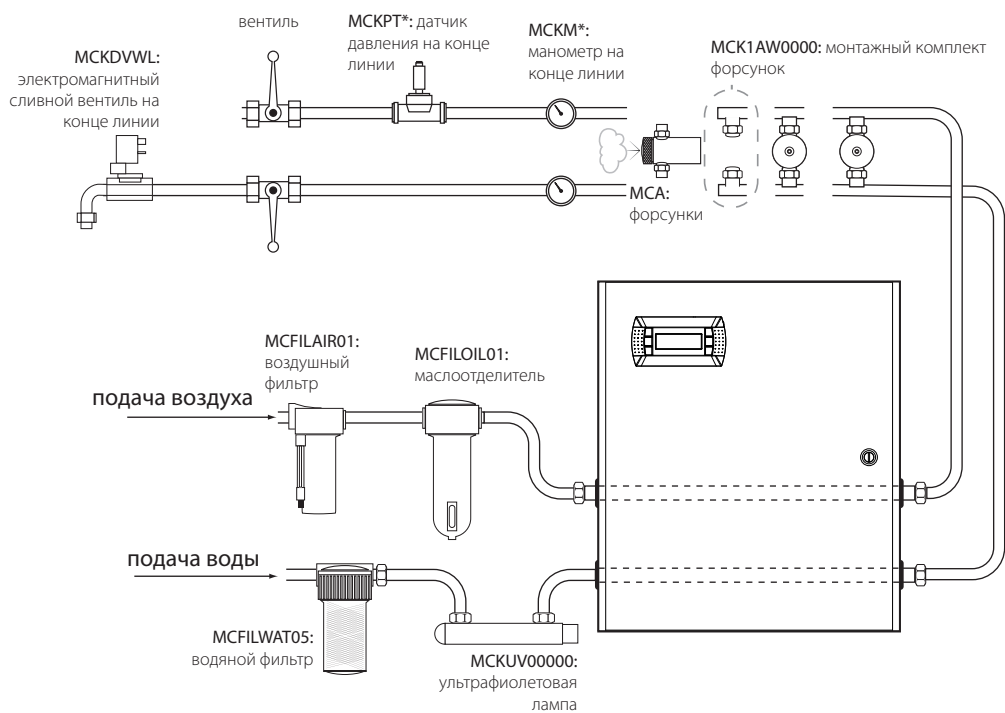 вентиль
MCKPT*: датчик
давления на конце
линии
MCKM*:
манометр на
конце линии
MCK1AW0000: монтажный комплект
форсунок
MCKDVWL:
электромагнитный
сливной вентиль на
конце линии
MCA:
форсунки
MCFILAIR01:
воздушный
фильтр
MCFILOIL01:
маслоотделитель
подача воздуха
подача воды
MCFILWAT05:
водяной фильтр
MCKUV00000:
ультрафиолетовая
лампа